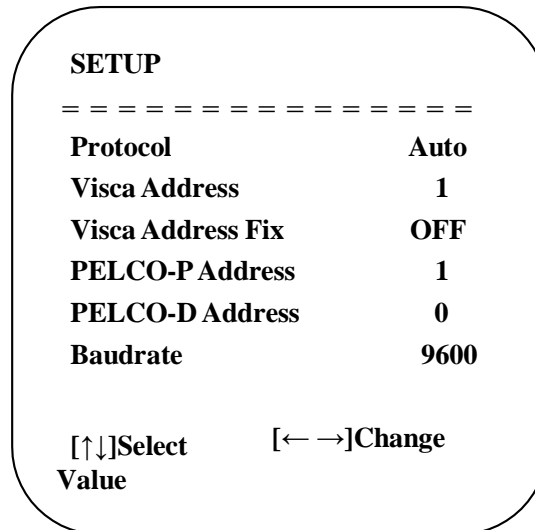 SETUP
= = = = = = = = = = = = = = =
Protocol Auto
Visca Address 1
Visca Address Fix OFF
PELCO-P Address 1
PELCO-D Address 0
Baudrate 9600
[↑↓]Select [← →]Change
Value